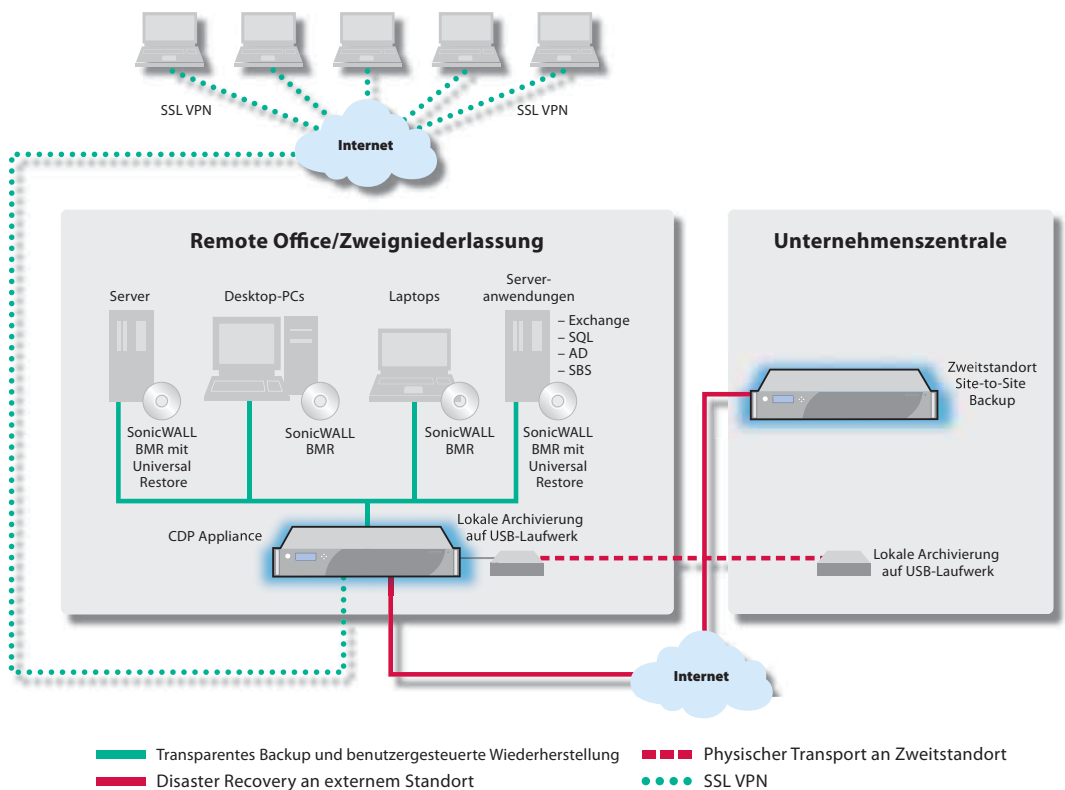 SSL VPN
SSL VPN
Internet
Remote Office/Zweigniederlassung
Unternehmenszentrale
Server
Desktop-PCs
Laptops
Server-
anwendungen
– Exchange
– SQL
– AD
– SBS
SonicWALL
BMR mit
Universal
Restore
SonicWALL
BMR
SonicWALL
BMR
SonicWALL
BMR mit
Universal
Restore
Zweitstandort
Site-to-Site
Backup
CDP Appliance
Lokale Archivierung
auf USB-Laufwerk
Lokale Archivierung
auf USB-Laufwerk
Internet
Transparentes Backup und benutzergesteuerte Wiederherstellung
Physischer Transport an Zweitstandort
Disaster Recovery an externem Standort
SSL VPN